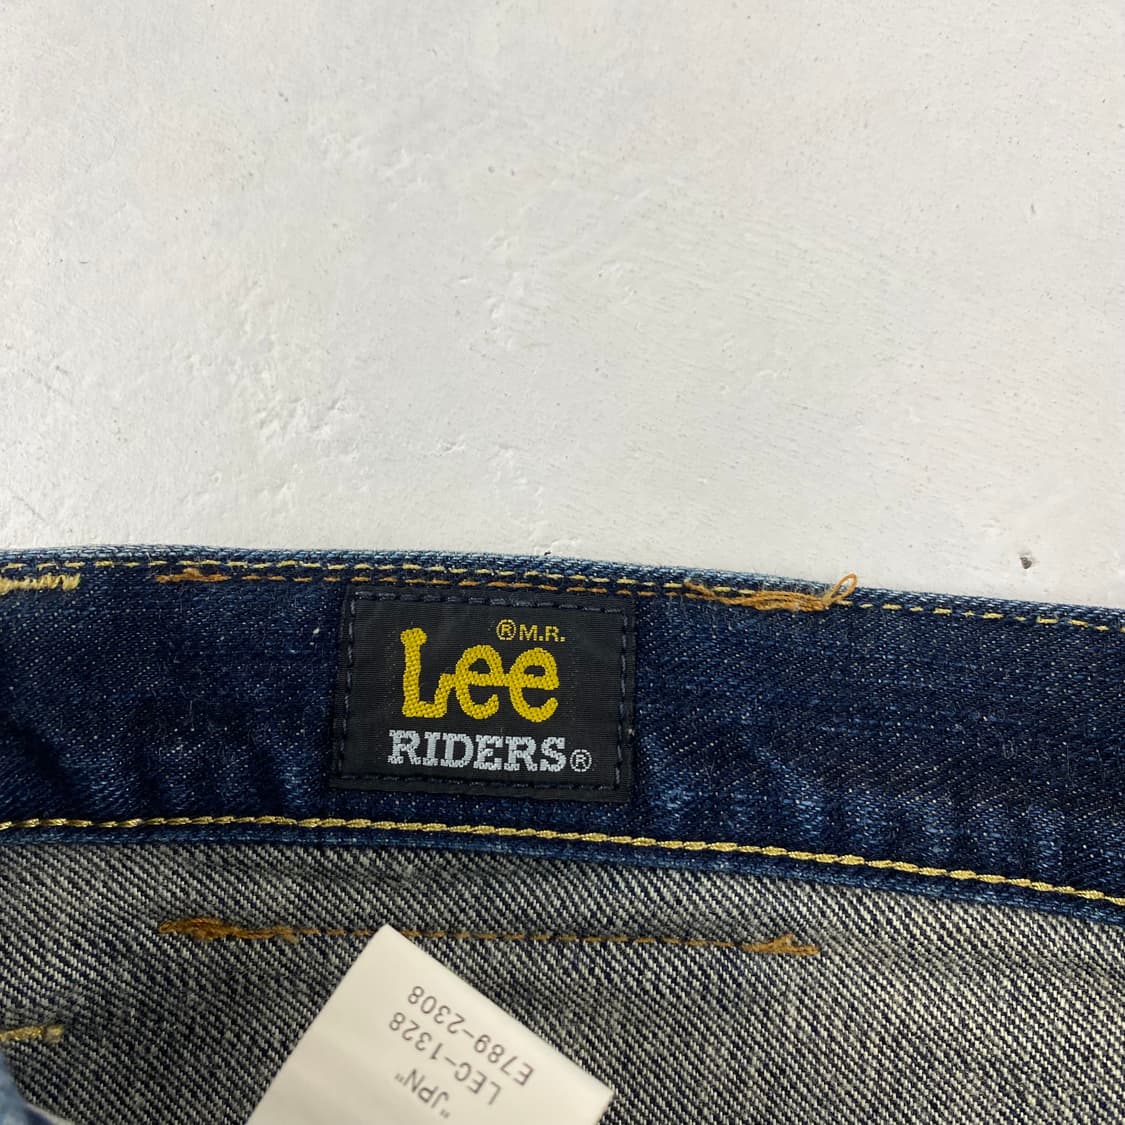 ® M.R.
Lee
RIDERS®
"JPN"
LEC-1328
E789-2308